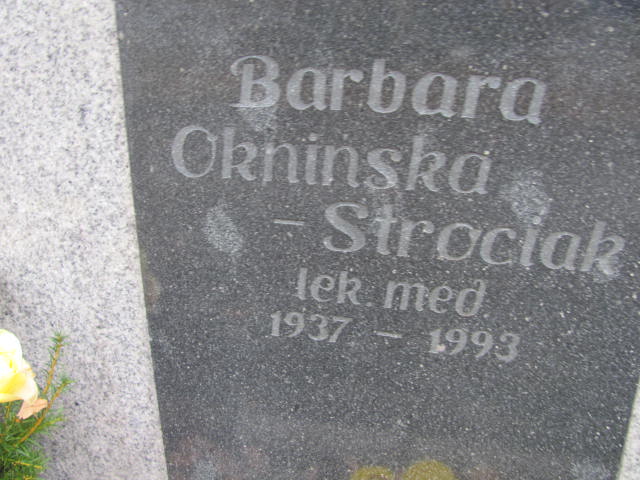 Barbara
Okninska
- Strociak
lek. med.
1937 - 1993